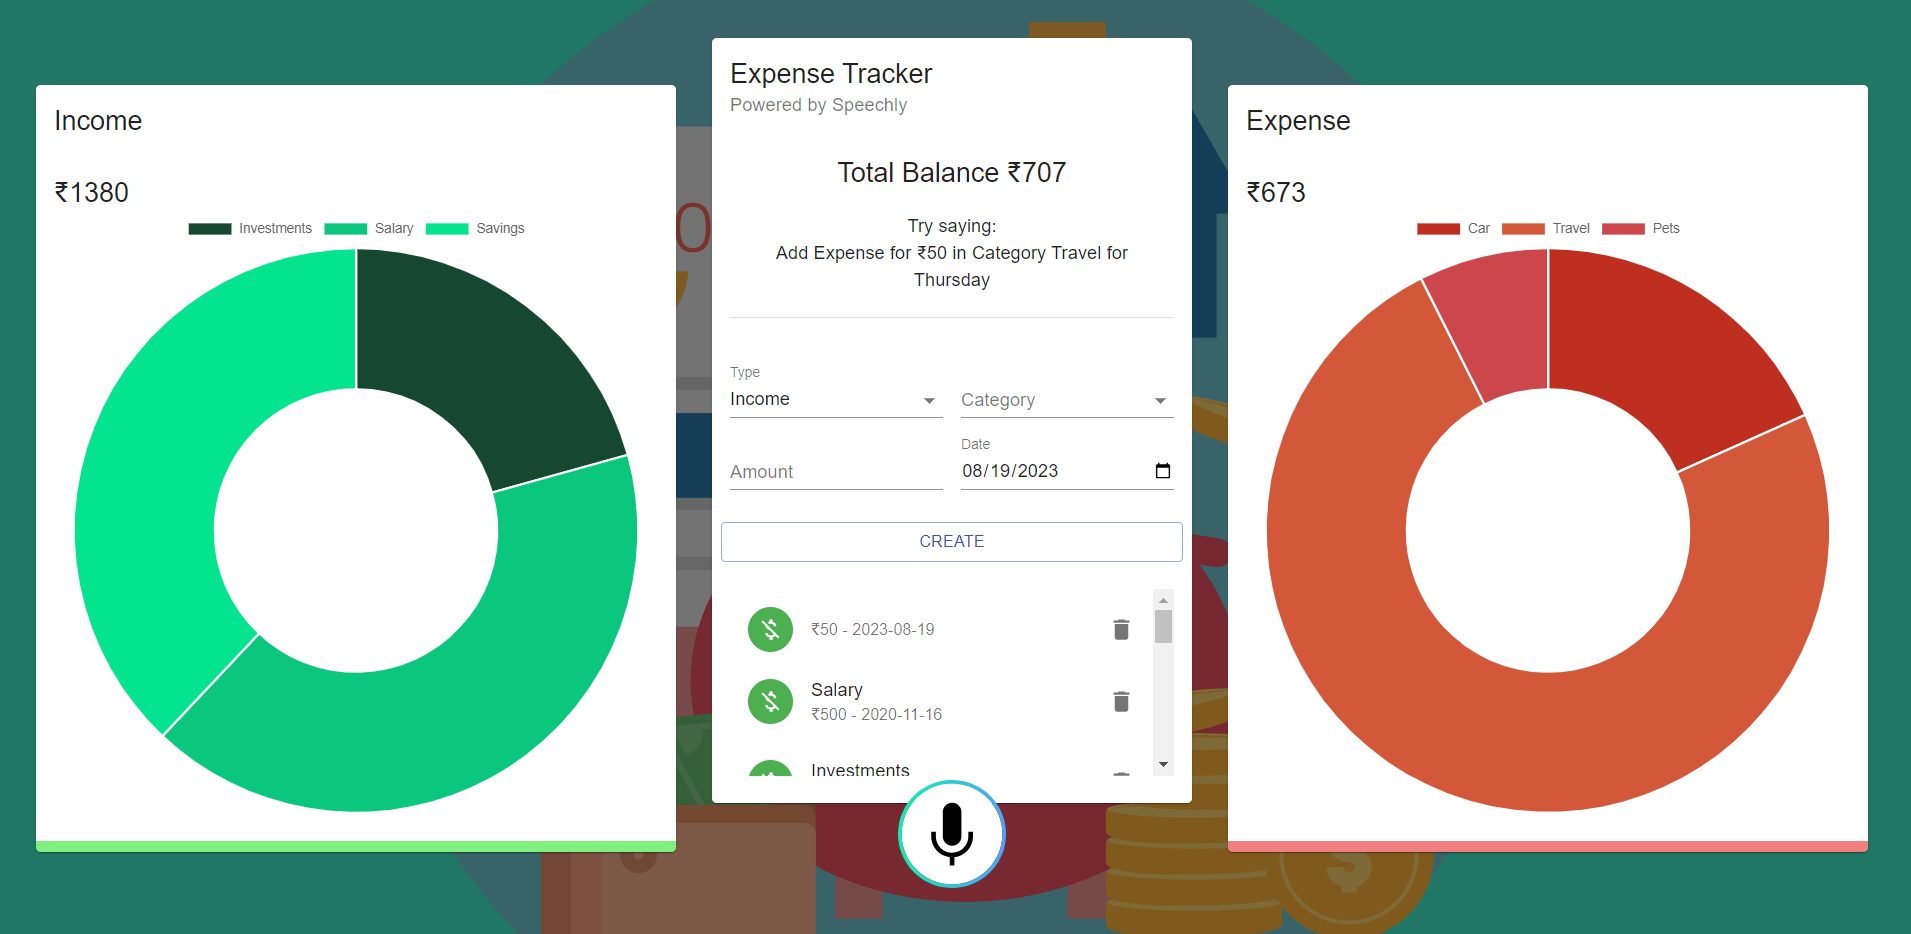 Income
₹1380
Investments Salary Savings
Expense Tracker
Powered by Speechly
Total Balance ₹707
Try saying:
Add Expense for ₹50 in Category Travel for
Thursday
Type
Income
Category
Amount
Date
08/19/2023
CREATE
₹50 - 2023-08-19
Salary
₹500 - 2020-11-16
Investments
Expense
₹673
Car Travel Pets
0
$